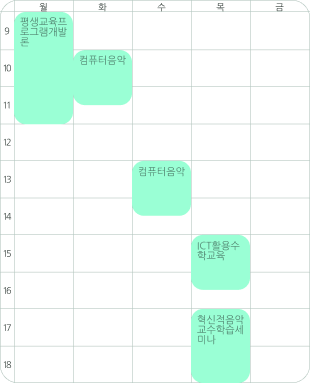 월 화 수 목 금
9
평생교육프
로그램개발
론
10
컴퓨터음악
11
12
13
컴퓨터음악
14
15
ICT활용수
학교육
16
17
혁신적음악
교수학습세
미나
18